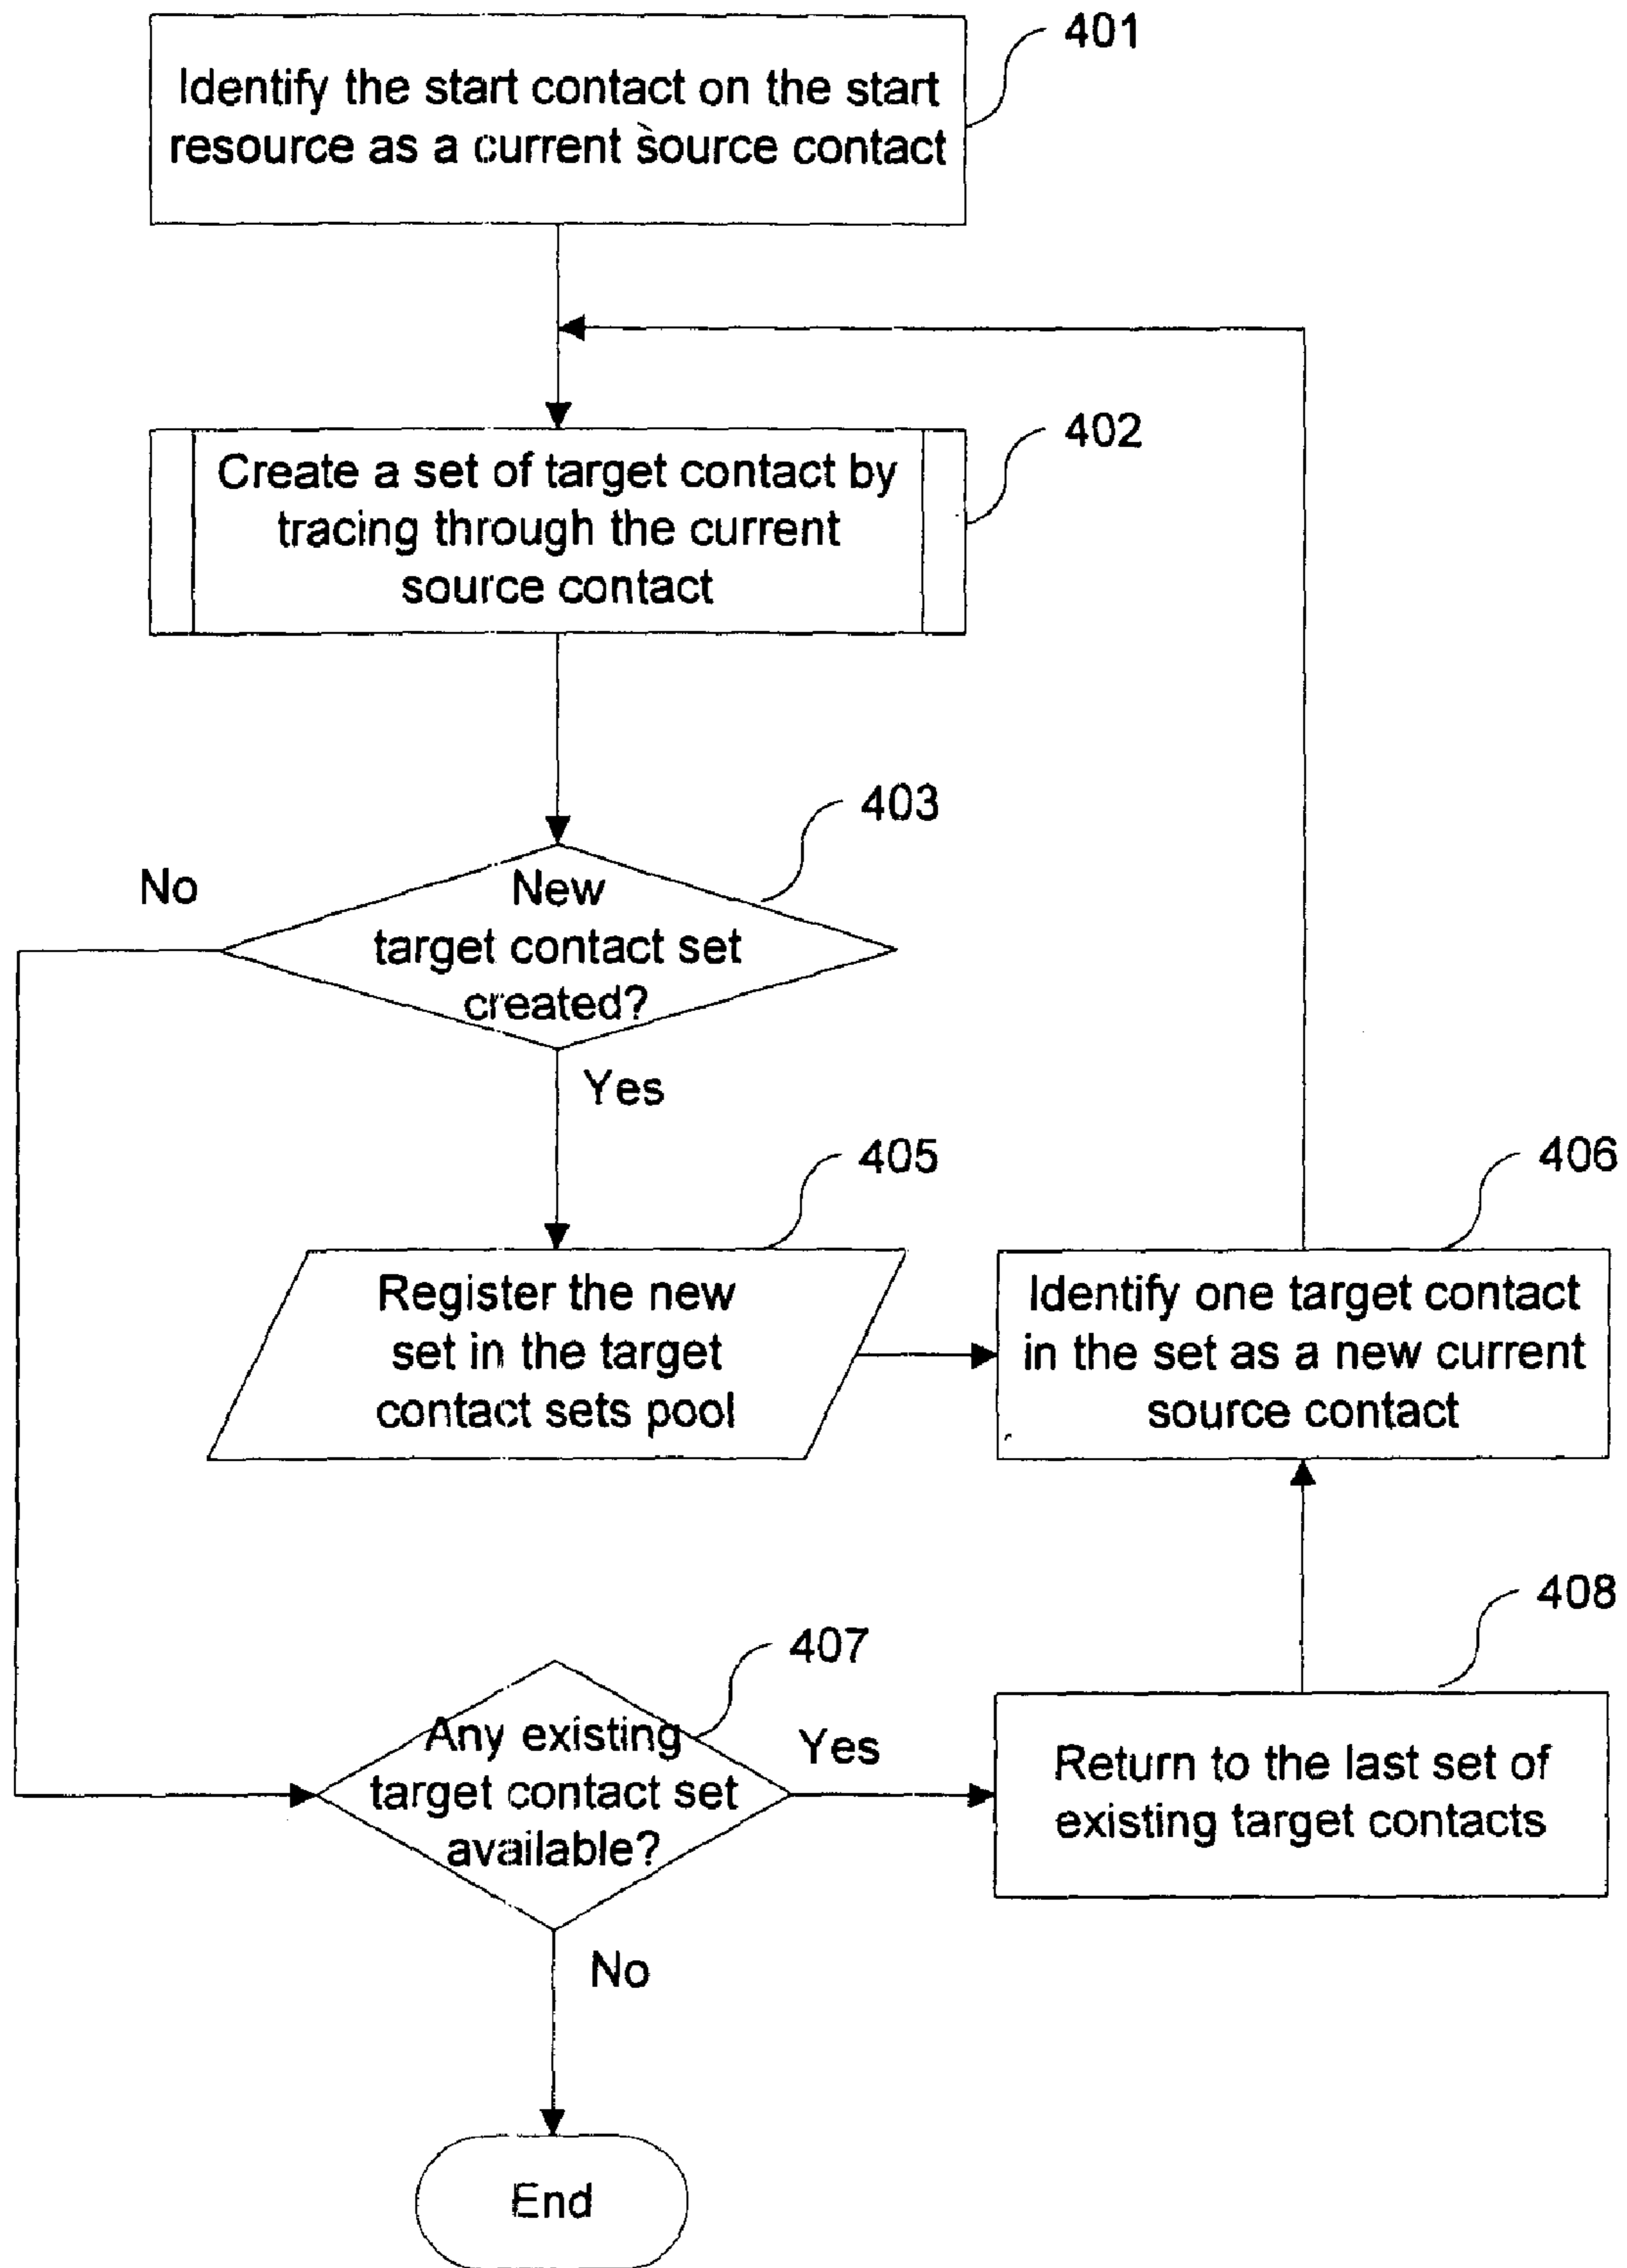 401
Identify the start contact on the start
resource as a current source contact
402
Create a set of target contact by
tracing through the current
source contact
403
No
New
target contact set
created?
Yes
405
406
Register the new
set in the target
contact sets pool
Identify one target contact
in the set as a new current
source contact
408
407
Any existing
target contact set
available?
Yes
Return to the last set of
existing target contacts
No
End